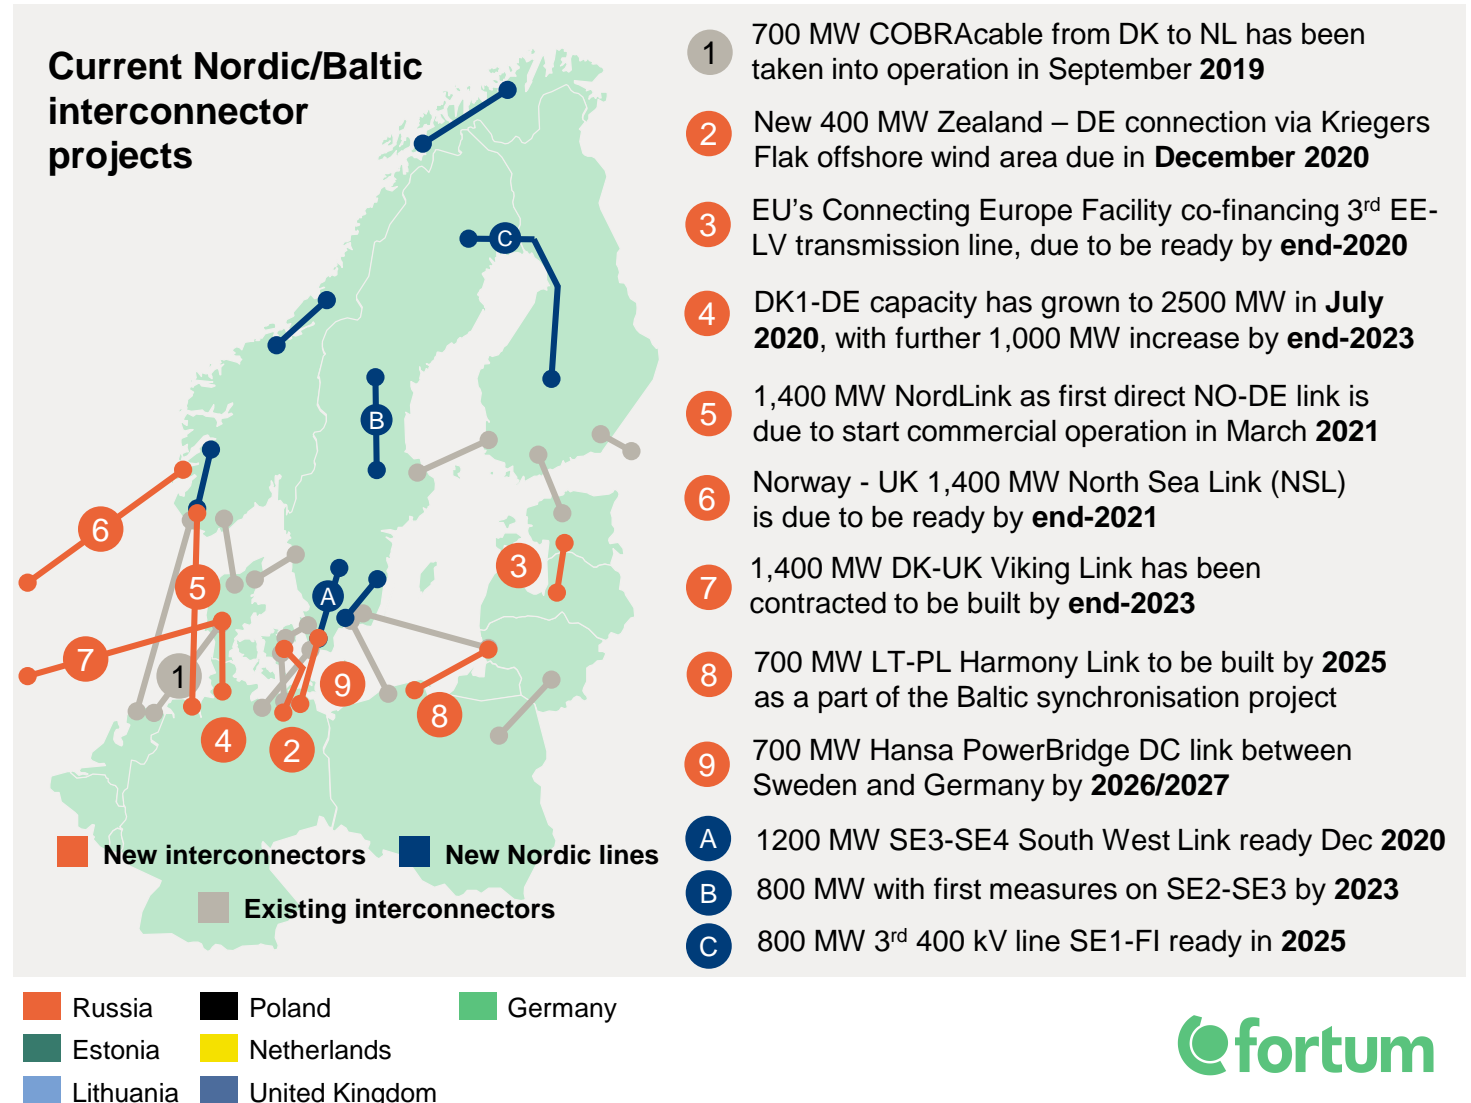 Current Nordic/Baltic
interconnector
projects
1
700 MW COBRAcable from DK to NL has been
taken into operation in September 2019
2
New 400 MW Zealand – DE connection via Kriegers
Flak offshore wind area due in December 2020
3
EU's Connecting Europe Facility co-financing 3rd EE-
LV transmission line, due to be ready by end-2020
4
DK1-DE capacity has grown to 2500 MW in July
2020, with further 1,000 MW increase by end-2023
5
1,400 MW NordLink as first direct NO-DE link is
due to start commercial operation in March 2021
6
Norway - UK 1,400 MW North Sea Link (NSL)
is due to be ready by end-2021
7
1,400 MW DK-UK Viking Link has been
contracted to be built by end-2023
8
700 MW LT-PL Harmony Link to be built by 2025
as a part of the Baltic synchronisation project
9
700 MW Hansa PowerBridge DC link between
Sweden and Germany by 2026/2027
A
1200 MW SE3-SE4 South West Link ready Dec 2020
B
800 MW with first measures on SE2-SE3 by 2023
C
800 MW 3rd 400 kV line SE1-FI ready in 2025
C
B
6
3
5
A
7
1
9
8
4
2
New interconnectors
New Nordic lines
Existing interconnectors
Russia
Poland
Germany
Estonia
Netherlands
Lithuania
United Kingdom
fortum